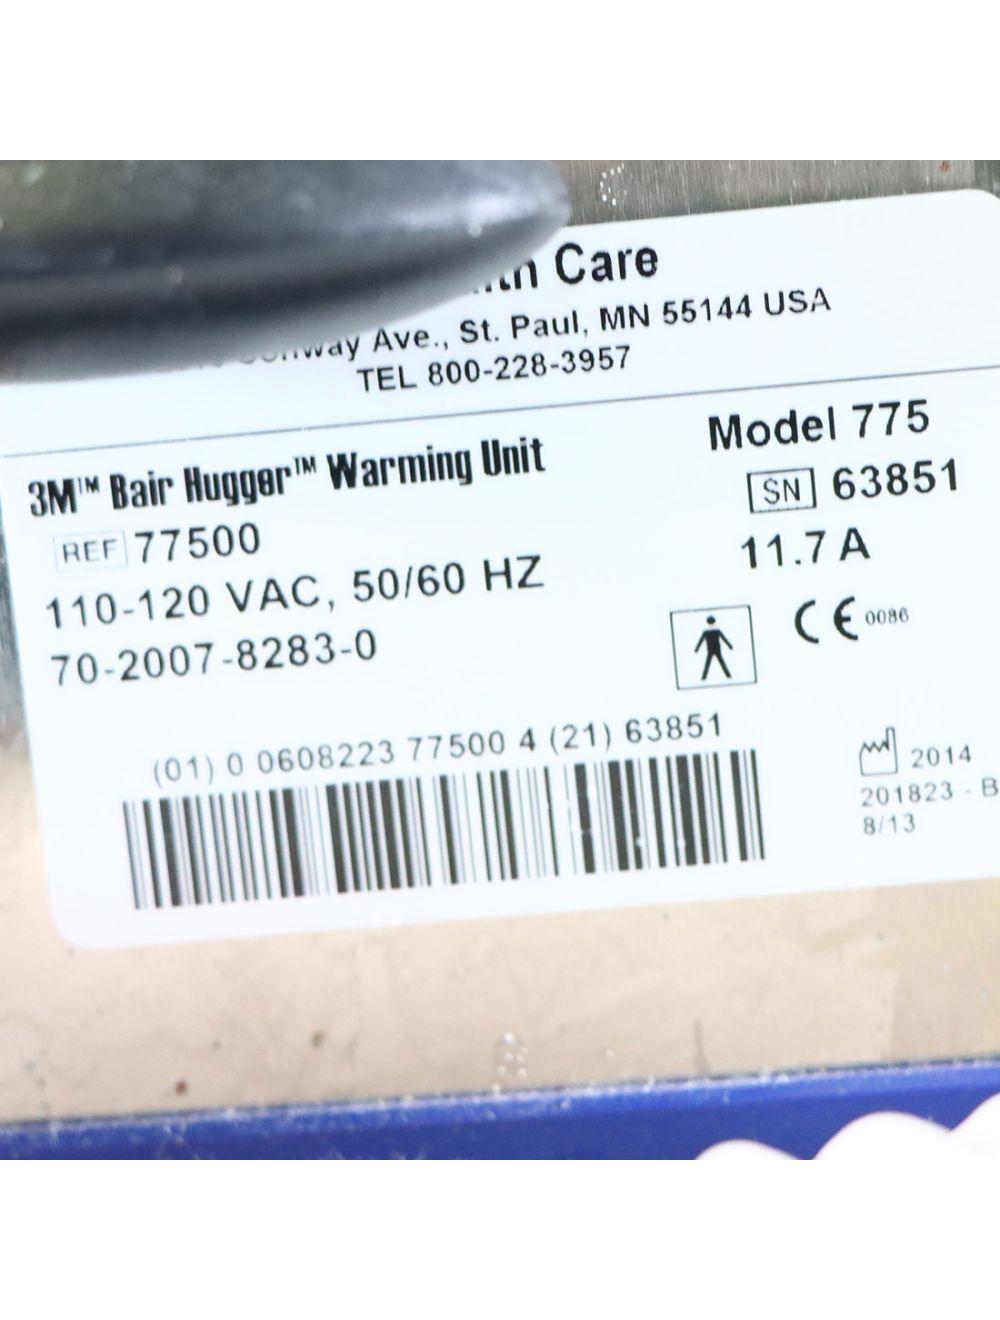 Care
Ave., St. Paul, MN 55144 USA
TEL 800-228-3957
3M™ Bair Hugger™ Warming Unit
Model 775
REF 77500
SN 63851
110-120 VAC, 50/60 HZ
11.7 A
70-2007-8283-0
CE 0086
(01) 0 0608223 77500 4 (21) 63851
2014
201823 - B
8/13